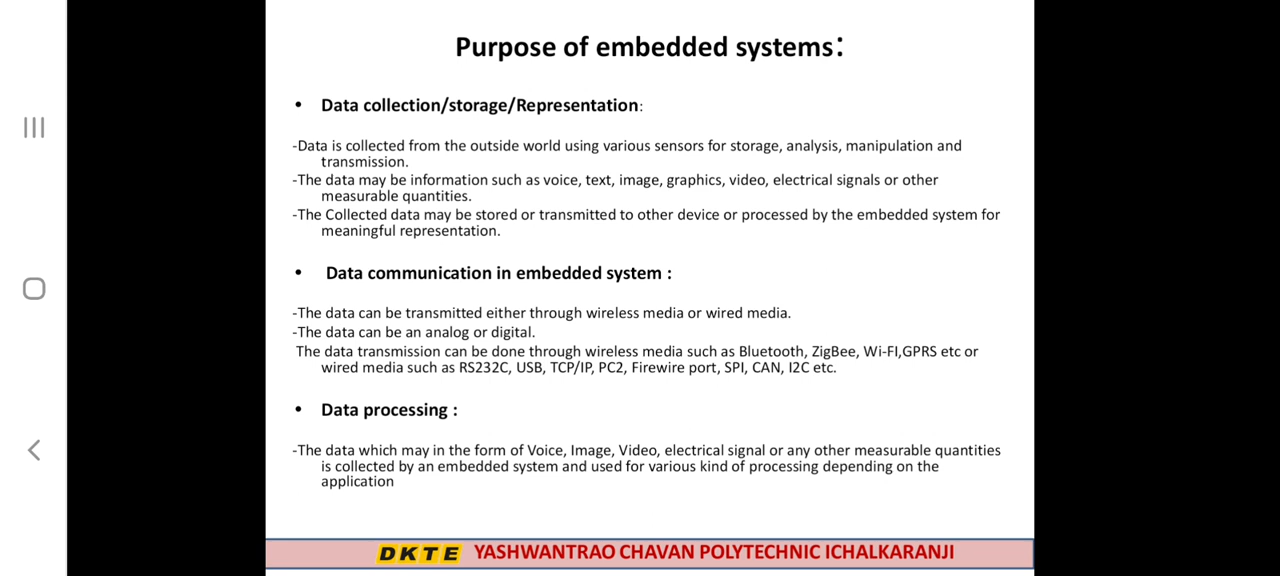 Purpose of embedded systems:
• Data collection/storage/Representation:
-Data is collected from the outside world using various sensors for storage, analysis, manipulation and
transmission.
-The data may be information such as voice, text, image, graphics, video, electrical signals or other
measurable quantities.
-The Collected data may be stored or transmitted to other device or processed by the embedded system for
meaningful representation.
• Data communication in embedded system :
-The data can be transmitted either through wireless media or wired media.
-The data can be an analog or digital.
The data transmission can be done through wireless media such as Bluetooth, ZigBee, Wi-FI,GPRS etc or
wired media such as RS232C, USB, TCP/IP, PC2, Firewire port, SPI, CAN, I2C etc.
• Data processing :
-The data which may in the form of Voice, Image, Video, electrical signal or any other measurable quantities
is collected by an embedded system and used for various kind of processing depending on the
application
DKTE YASHWANTRAO CHAVAN POLYTECHNIC ICHALKARANJI